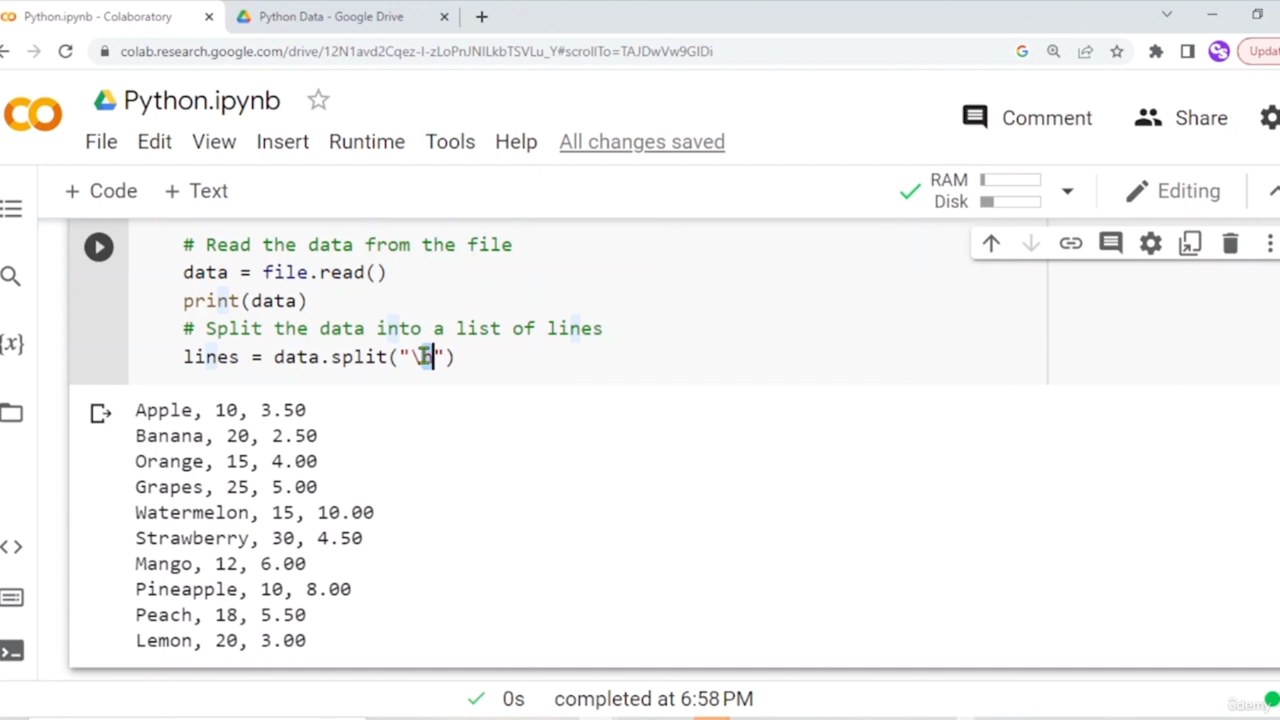 Python.ipynb - Colaboratory
Python Data - Google Drive
colab.research.google.com/drive/12N1avd2Cqez-I-zLoPnJNILkbTSVLu_Y#scrollTo=TAJDwVw9GIDi
Updat
Python.ipynb
Comment
Share
File Edit View Insert Runtime Tools Help All changes saved
+ Code + Text
RAM
Disk
Editing
# Read the data from the file
data = file.read()
print(data)
# Split the data into a list of lines
lines = data.split("\n")
Apple, 10, 3.50
Banana, 20, 2.50
Orange, 15, 4.00
Grapes, 25, 5.00
Watermelon, 15, 10.00
Strawberry, 30, 4.50
Mango, 12, 6.00
Pineapple, 10, 8.00
Peach, 18, 5.50
Lemon, 20, 3.00
{x}
0s completed at 6:58 PM
ûdemy